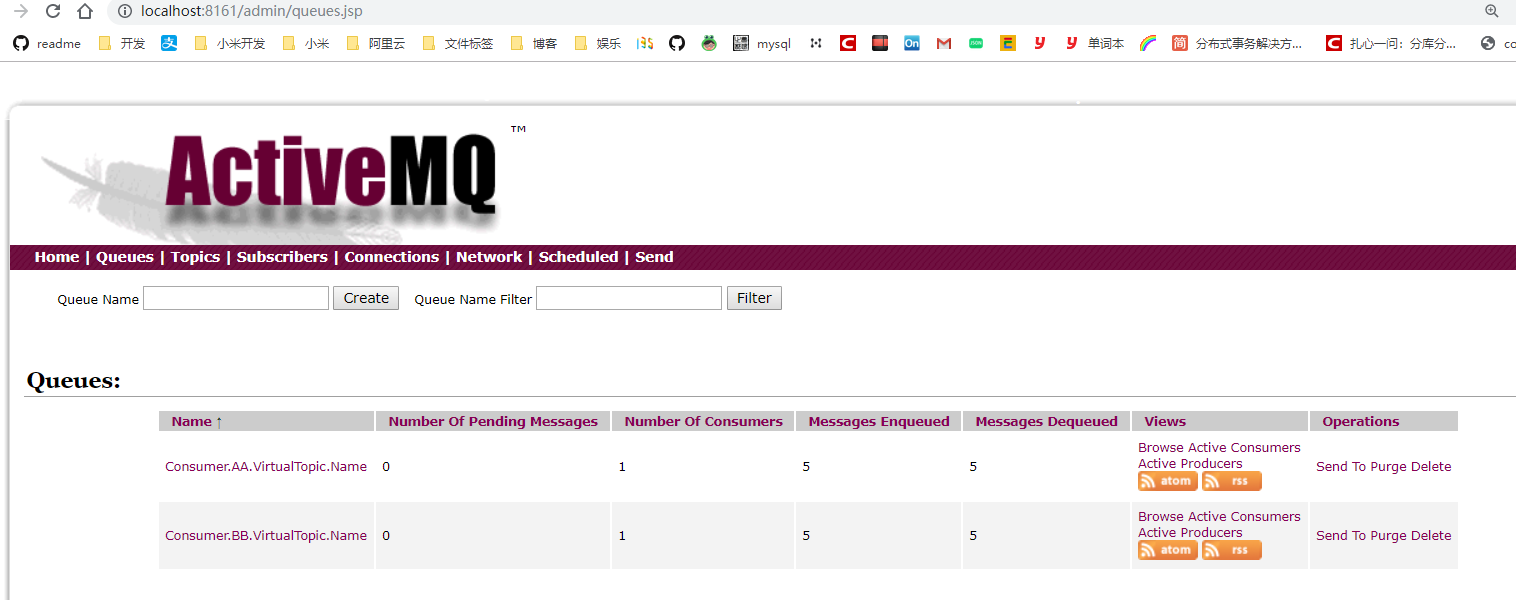 localhost:8161/admin/queues.jsp
readme 开发 小米开发 小米 阿里云 文件标签 博客 娱乐 mysql On 单词本 简 分布式事务解决方... 扎心一问：分库分... co
ActiveMQ ™
Home | Queues | Topics | Subscribers | Connections | Network | Scheduled | Send
Queue Name Create Queue Name Filter Filter
Queues:
Name ↑ Number Of Pending Messages Number Of Consumers Messages Enqueued Messages Dequeued Views Operations
Consumer.AA.VirtualTopic.Name 0 1 5 5 Browse Active Consumers Active Producers atom rss Send To Purge Delete
Consumer.BB.VirtualTopic.Name 0 1 5 5 Browse Active Consumers Active Producers atom rss Send To Purge Delete